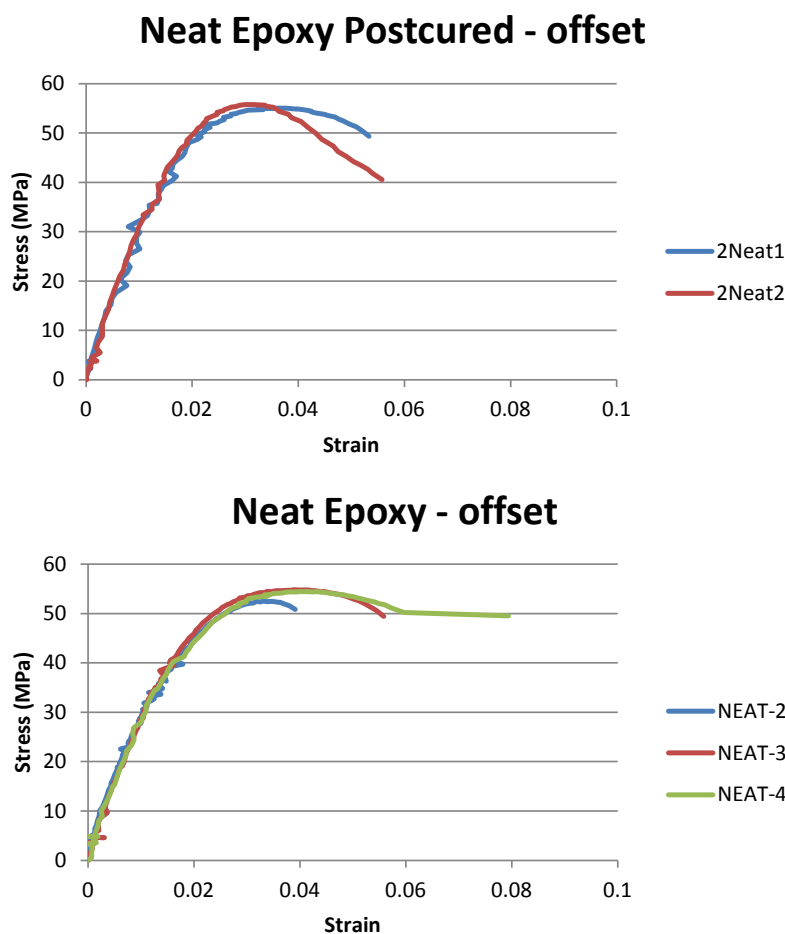 Neat Epoxy Postcured - offset
60
50
40
30
20
10
0
Stress (MPa)
0
0.02
0.04
0.06
0.08
0.1
Strain
2Neat1
2Neat2
Neat Epoxy - offset
60
50
40
30
20
10
0
Stress (MPa)
0
0.02
0.04
0.06
0.08
0.1
Strain
NEAT-2
NEAT-3
NEAT-4